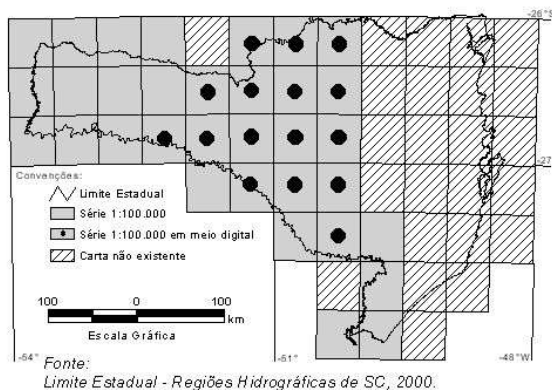 -26°S
-27°
Convenções:
Limite Estadual
Série 1:100.000
Série 1:100.000 em meio digital
Carta não existente
100 0 100
km
Escala Gráfica
-54° -51° -48°W
Fonte:
Limite Estadual - Regiões Hidrográficas de SC, 2000.